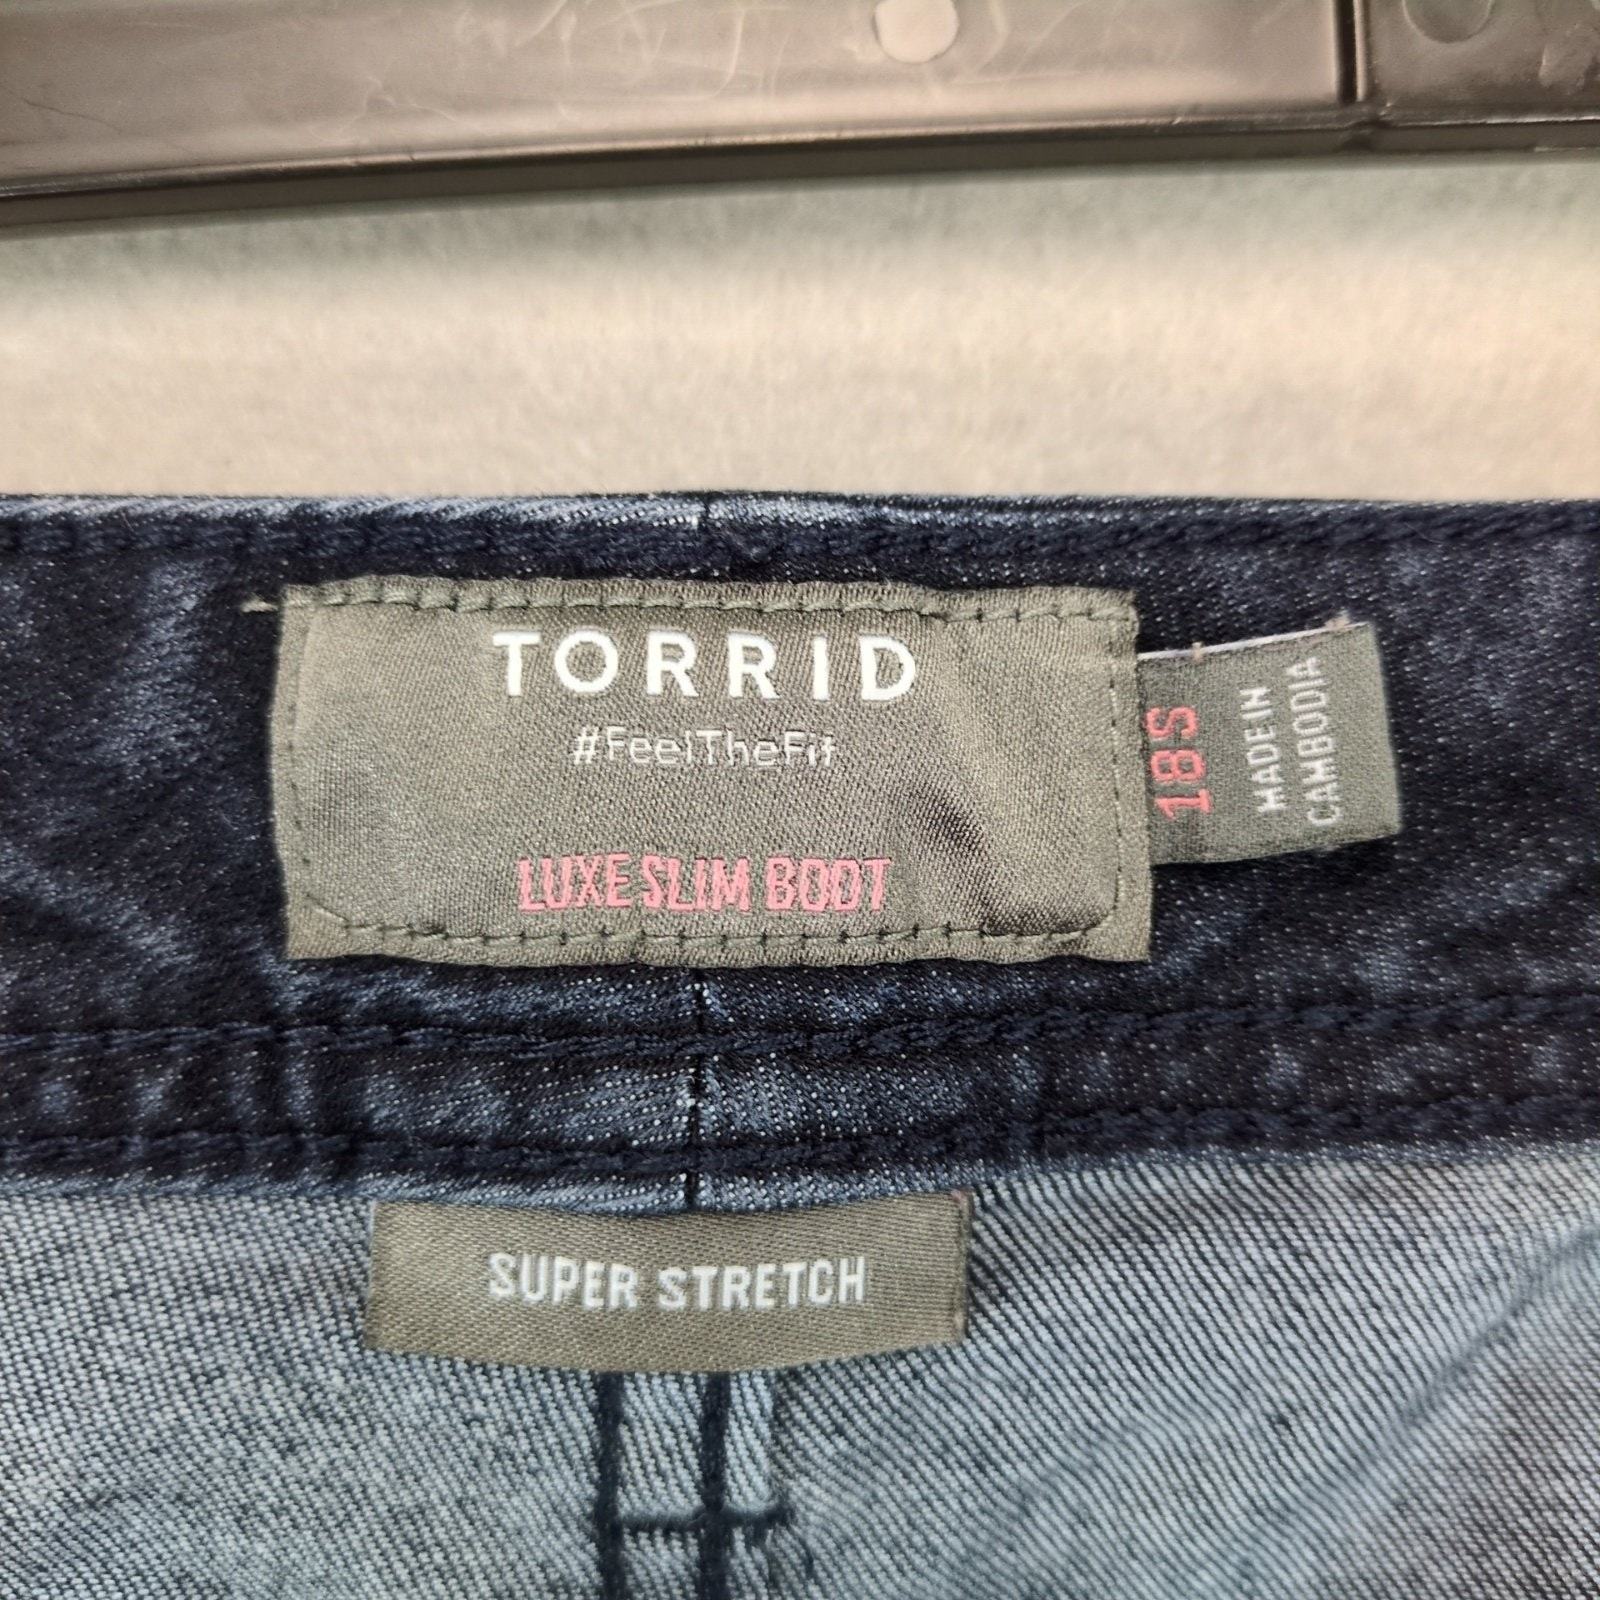 TORRID
#FeelTheFit
LUXE SLIM BOOT
18S
MADE IN
CAMBODIA
SUPER STRETCH